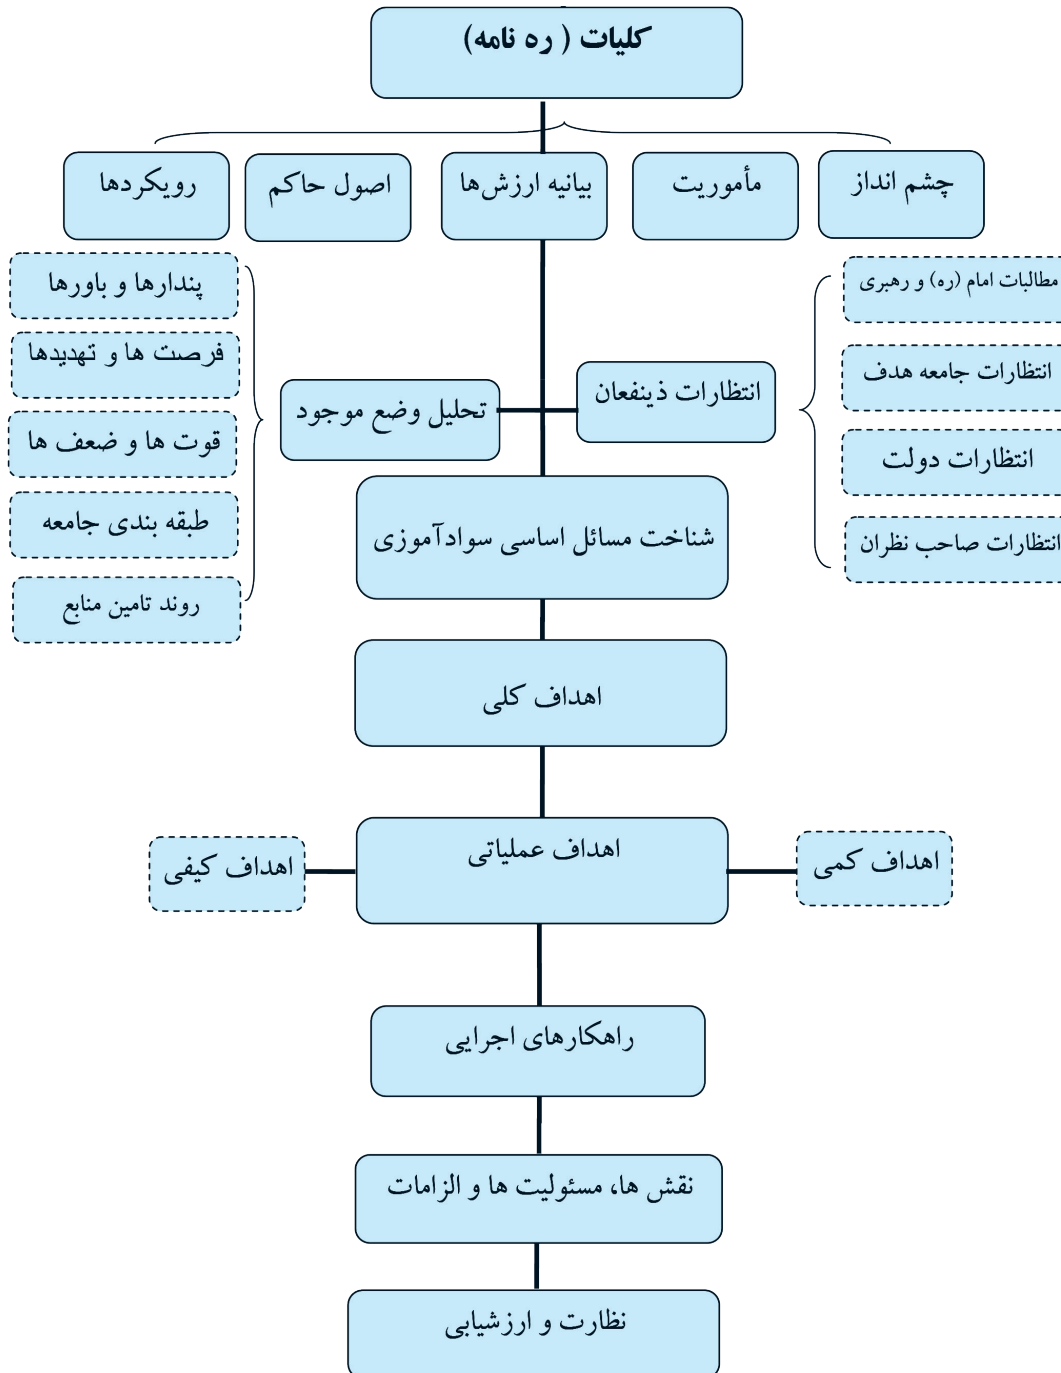 کلیات ( ره نامه)
چشم انداز
مأموریت
بیانیه ارزش‌ها
اصول حاکم
رویکردها
مطالبات امام (ره) و رهبری
انتظارات جامعه هدف
انتظارات دولت
انتظارات صاحب نظران
انتظارات ذینفعان
تحلیل وضع موجود
پندارها و باورها
فرصت ها و تهدیدها
قوت ها و ضعف ها
طبقه بندی جامعه
روند تامین منابع
شناخت مسائل اساسی سوادآموزی
اهداف کلی
اهداف کمی
اهداف عملیاتی
اهداف کیفی
راهکارهای اجرایی
نقش ها، مسئولیت ها و الزامات
نظارت و ارزشیابی